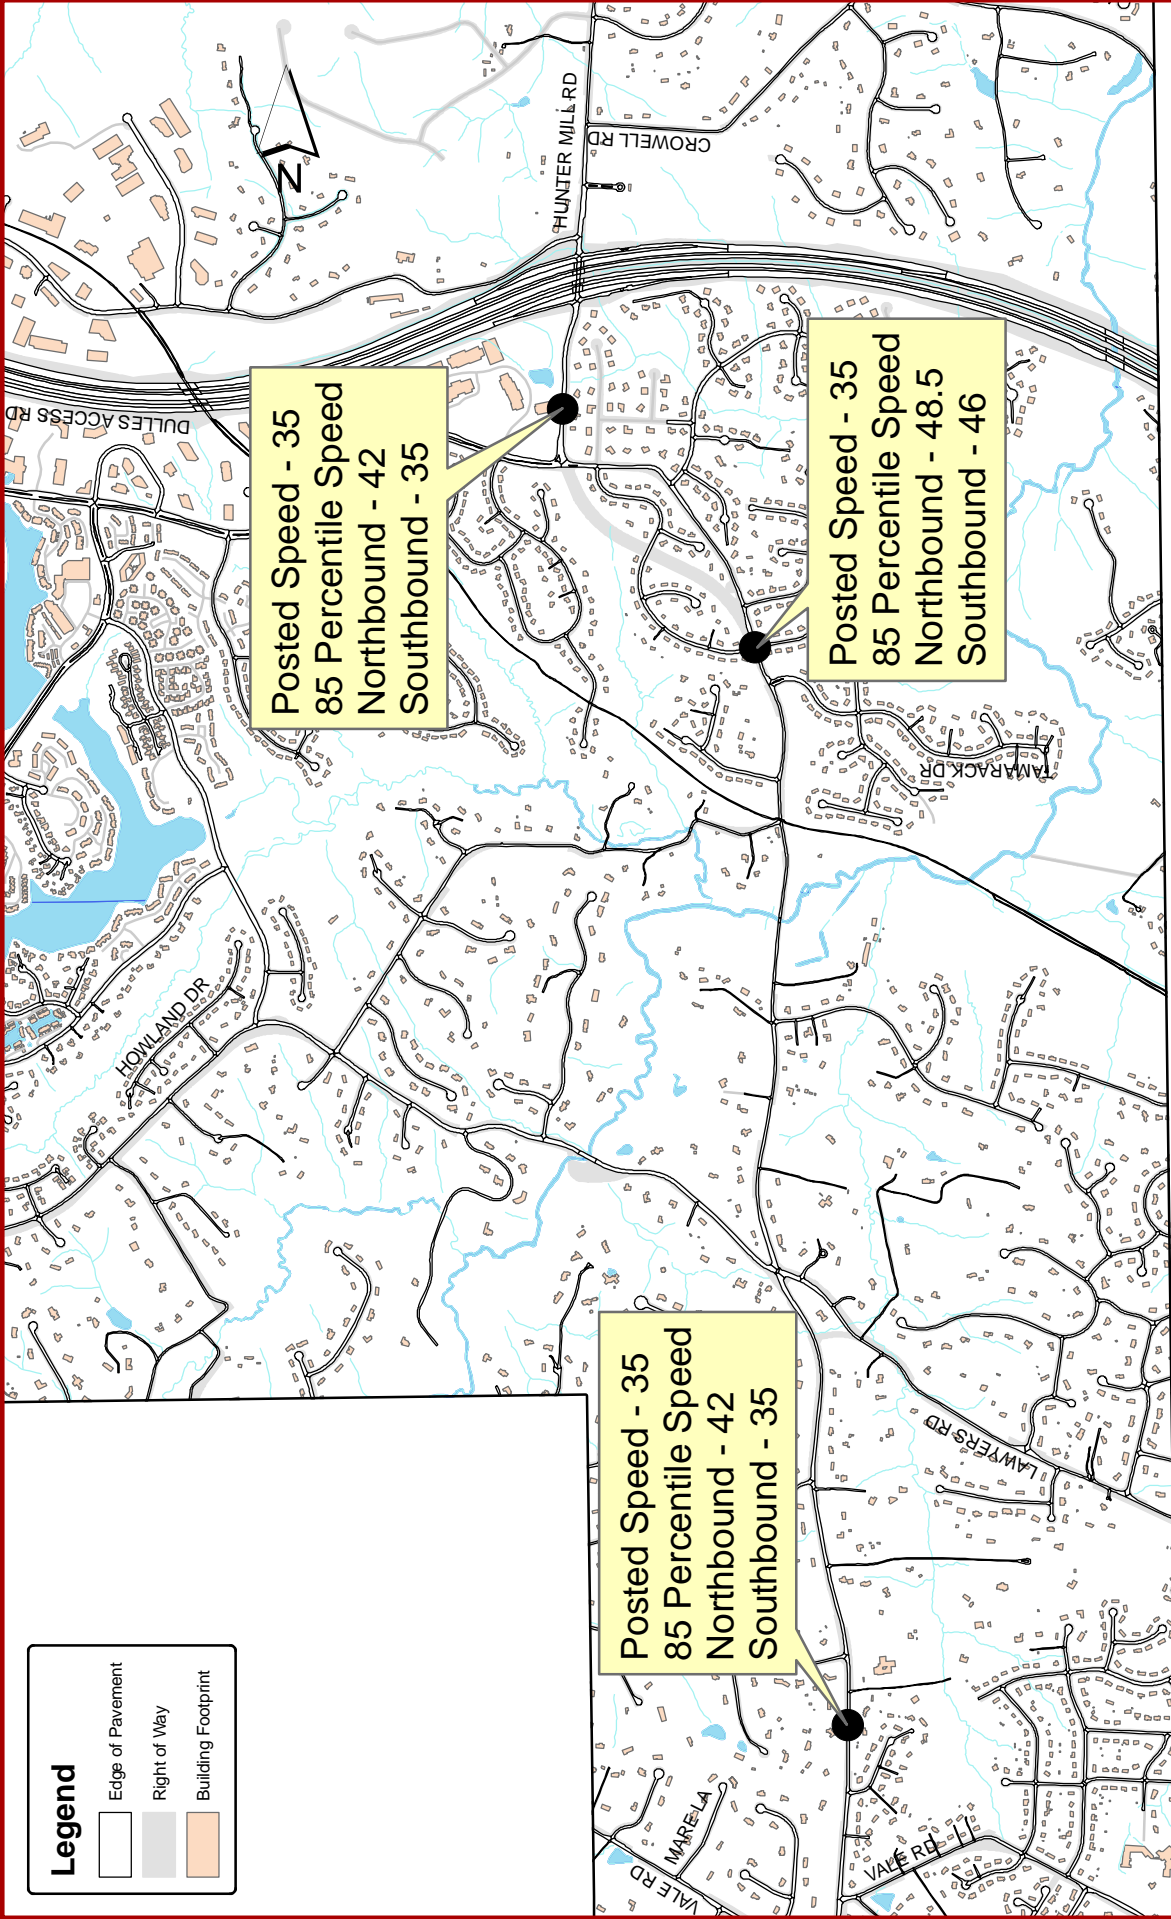 HUNTER MILL RD
CROWELL RD
N
DULLES ACCESS RD
Posted Speed - 35
85 Percentile Speed
Northbound - 42
Southbound - 35
Posted Speed - 35
85 Percentile Speed
Northbound - 48.5
Southbound - 46
TAMARACK DR
HOWLAND DR
Posted Speed - 35
85 Percentile Speed
Northbound - 42
Southbound - 35
LAWYERS RD
Legend
Edge of Pavement
Right of Way
Building Footprint
MARE LA
VALE RD
VALE RD